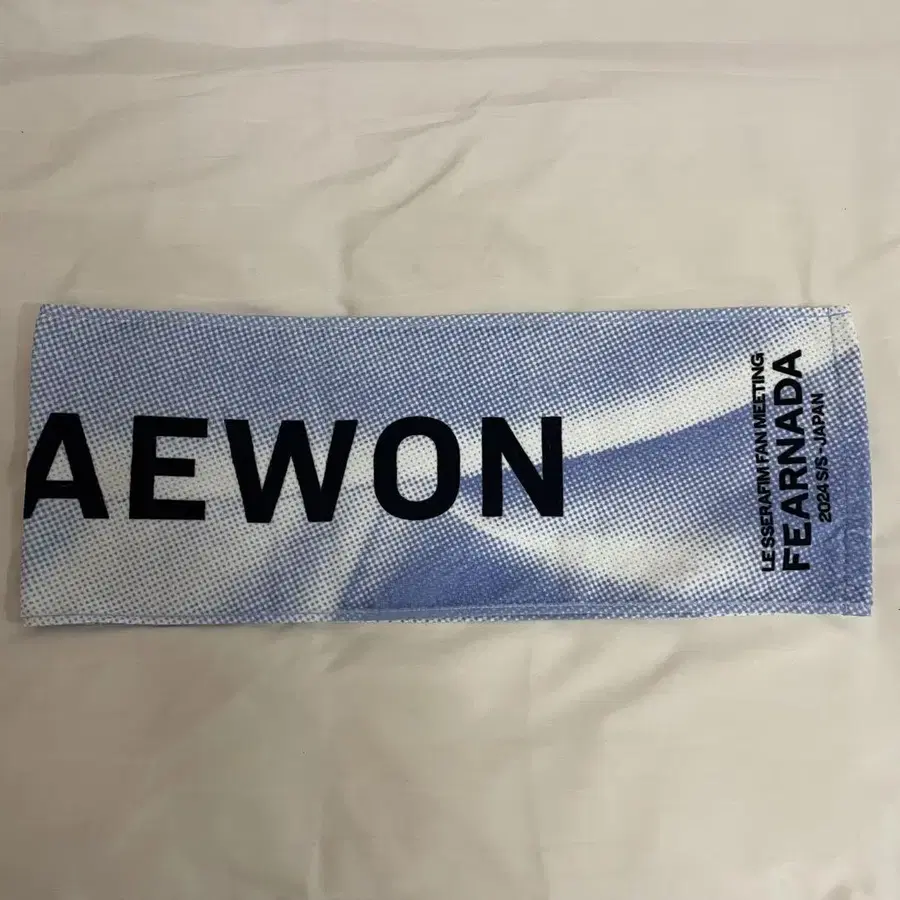 AEWON
LE SSERAFIM FAN MEETING
FEARNADA
2024 S/S - JAPAN